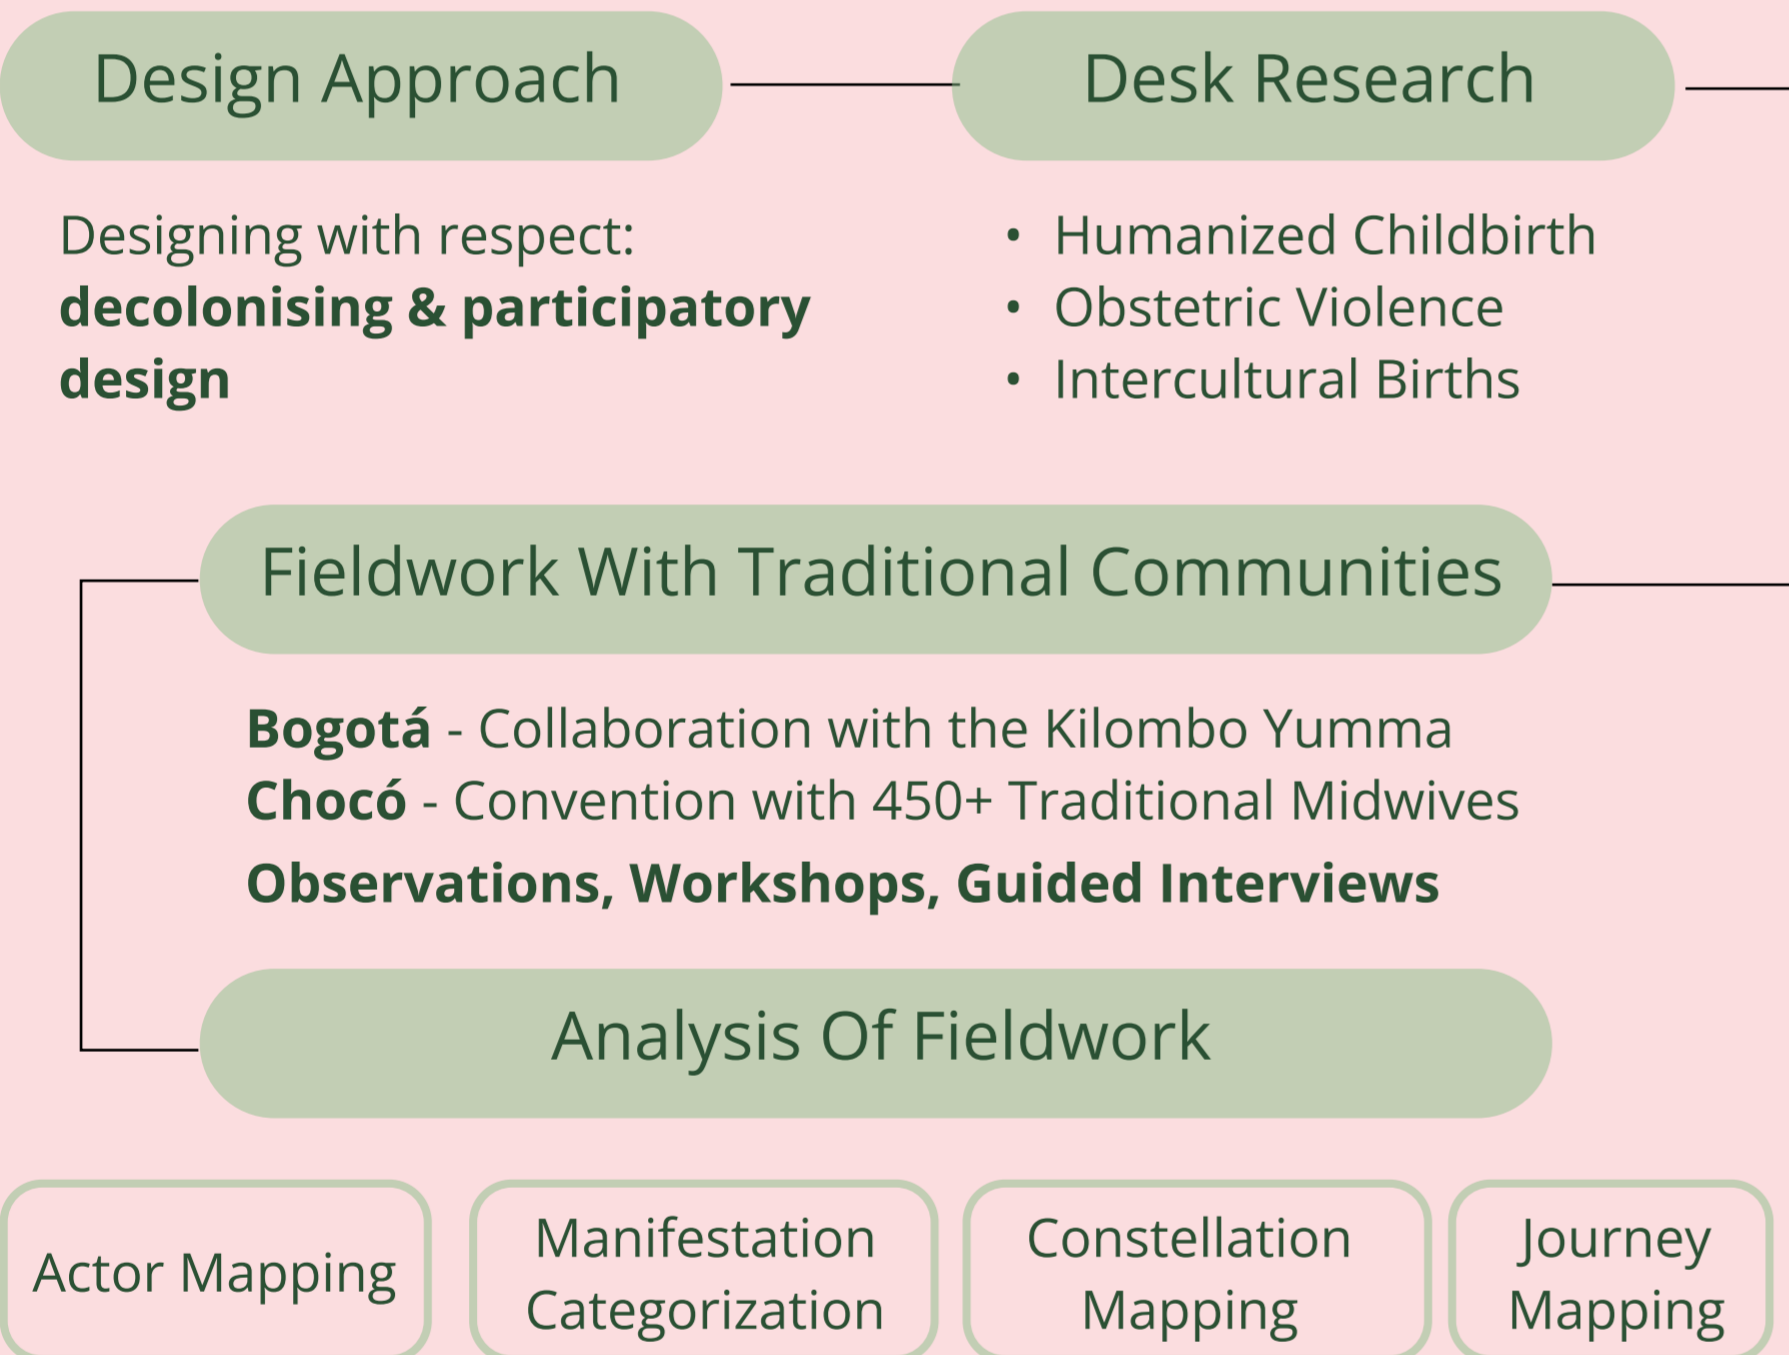 Design Approach
Desk Research
Designing with respect:
decolonising & participatory
design
• Humanized Childbirth
• Obstetric Violence
• Intercultural Births
Fieldwork With Traditional Communities
Bogotá - Collaboration with the Kilombo Yumma
Chocó - Convention with 450+ Traditional Midwives
Observations, Workshops, Guided Interviews
Analysis Of Fieldwork
Actor Mapping
Manifestation
Categorization
Constellation
Mapping
Journey
Mapping